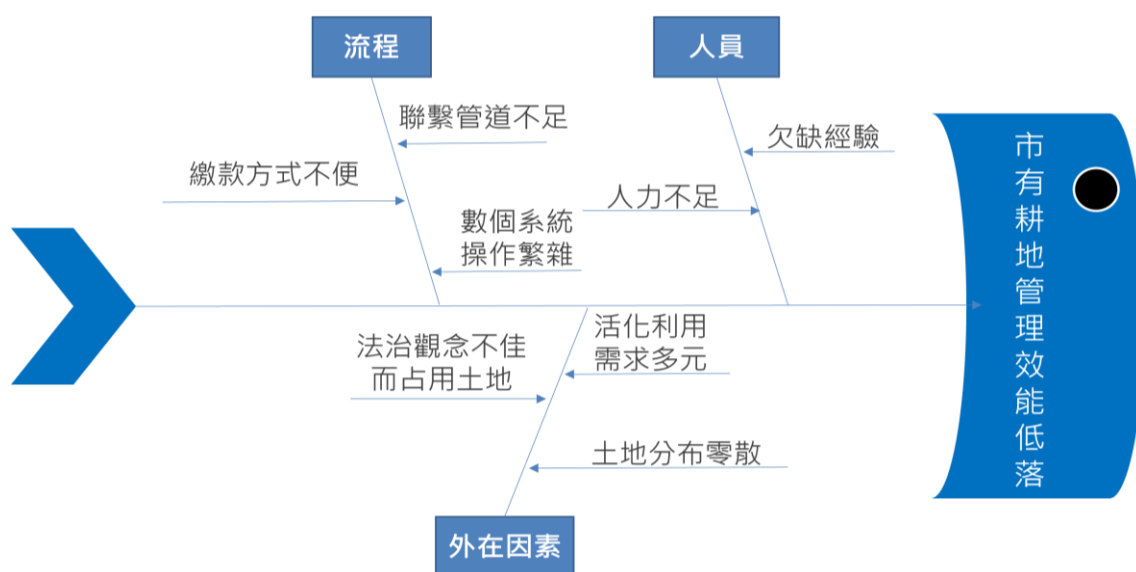 流程
人員
聯繫管道不足
欠缺經驗
繳款方式不便
人力不足
數個系統
操作繁雜
市有耕地管理效能低落
活化利用
需求多元
法治觀念不佳
而占用土地
土地分布零散
外在因素